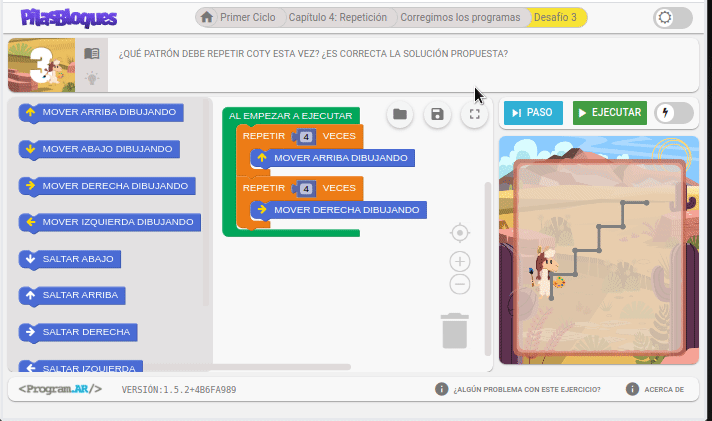 PilasBloques
Primer Ciclo
Capítulo 4: Repetición
Corregimos los programas
Desafío 3
3
¿QUÉ PATRÓN DEBE REPETIR COTY ESTA VEZ? ¿ES CORRECTA LA SOLUCIÓN PROPUESTA?
MOVER ARRIBA DIBUJANDO
MOVER ABAJO DIBUJANDO
MOVER DERECHA DIBUJANDO
MOVER IZQUIERDA DIBUJANDO
SALTAR ABAJO
SALTAR ARRIBA
SALTAR DERECHA
SALTAR IZQUIERDA
AL EMPEZAR A EJECUTAR
REPETIR 4 VECES
MOVER ARRIBA DIBUJANDO
REPETIR 4 VECES
MOVER DERECHA DIBUJANDO
PASO
EJECUTAR
<Program.AR/>
VERSIÓN:1.5.2+4B6FA989
¿ALGÚN PROBLEMA CON ESTE EJERCICIO?
ACERCA DE